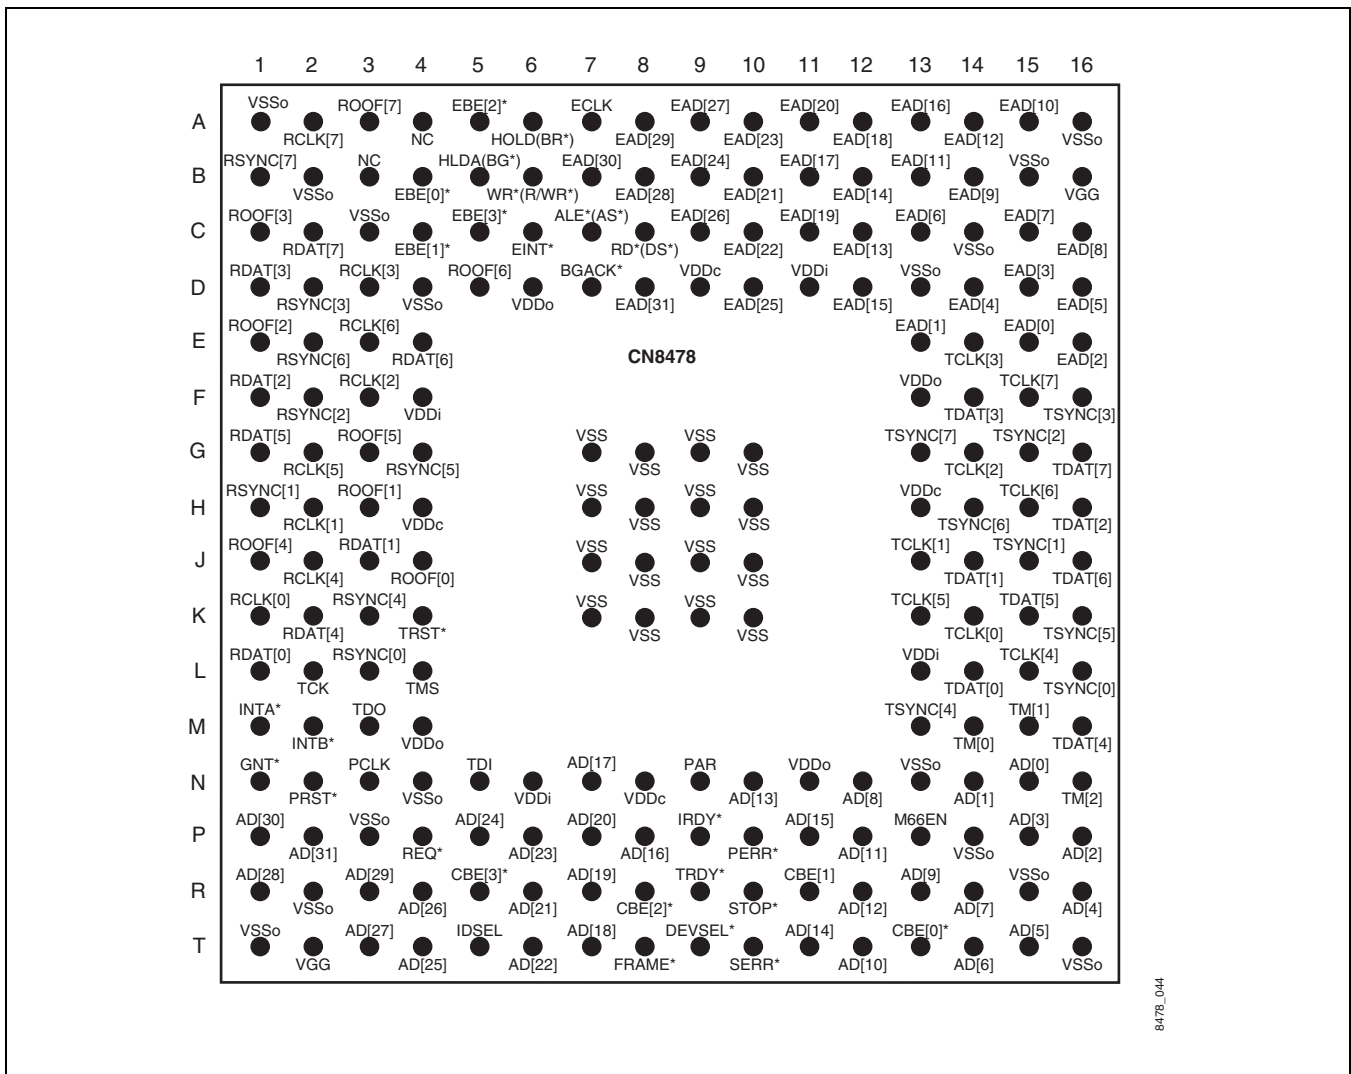 1 2 3 4 5 6 7 8 9 10 11 12 13 14 15 16
VSSo ROOF[7] EBE[2]* ECLK EAD[27] EAD[20] EAD[16] EAD[10]
A
RCLK[7] NC HOLD(BR*) EAD[29] EAD[23] EAD[18] EAD[12] VSSo
RSYNC[7] NC HLDA(BG*) EAD[30] EAD[24] EAD[17] EAD[11] VSSo
B
VSSo EBE[0]* WR*(R/WR*) EAD[28] EAD[21] EAD[14] EAD[9] VGG
ROOF[3] VSSo EBE[3]* ALE*(AS*) EAD[26] EAD[19] EAD[6] EAD[7]
C
RDAT[7] EBE[1]* EINT* RD*(DS*) EAD[22] EAD[13] VSSo EAD[8]
RDAT[3] RCLK[3] ROOF[6] BGACK* VDDc VDDi VSSo EAD[3]
D
RSYNC[3] VSSo VDDo EAD[31] EAD[25] EAD[15] EAD[4] EAD[5]
ROOF[2] RCLK[6] EAD[1] EAD[0]
E
RSYNC[6] RDAT[6] CN8478 TCLK[3] EAD[2]
RDAT[2] RCLK[2] VDDo TCLK[7]
F
RSYNC[2] VDDi TDAT[3] TSYNC[3]
RDAT[5] ROOF[5] VSS VSS TSYNC[7] TSYNC[2]
G
RCLK[5] RSYNC[5] VSS VSS TCLK[2] TDAT[7]
RSYNC[1] ROOF[1] VSS VSS VDDc TCLK[6]
H
RCLK[1] VDDc VSS VSS TSYNC[6] TDAT[2]
ROOF[4] RDAT[1] VSS VSS TCLK[1] TSYNC[1]
J
RCLK[4] ROOF[0] VSS VSS TDAT[1] TDAT[6]
RCLK[0] RSYNC[4] VSS VSS TCLK[5] TDAT[5]
K
RDAT[4] TRST* VSS VSS TCLK[0] TSYNC[5]
RDAT[0] RSYNC[0] VDDi TCLK[4]
L
TCK TMS TDAT[0] TSYNC[0]
INTA* TDO TSYNC[4] TM[1]
M
INTB* VDDo TM[0] TDAT[4]
GNT* PCLK TDI AD[17] PAR VDDo VSSo AD[0]
N
PRST* VSSo VDDi VDDc AD[13] AD[8] AD[1] TM[2]
AD[30] VSSo AD[24] AD[20] IRDY* AD[15] M66EN AD[3]
P
AD[31] REQ* AD[23] AD[16] PERR* AD[11] VSSo AD[2]
AD[28] AD[29] CBE[3]* AD[19] TRDY* CBE[1] AD[9] VSSo
R
VSSo AD[26] AD[21] CBE[2]* STOP* AD[12] AD[7] AD[4]
VSSo AD[27] IDSEL AD[18] DEVSEL* AD[14] CBE[0]* AD[5]
T
VGG AD[25] AD[22] FRAME* SERR* AD[10] AD[6] VSSo
8478_044